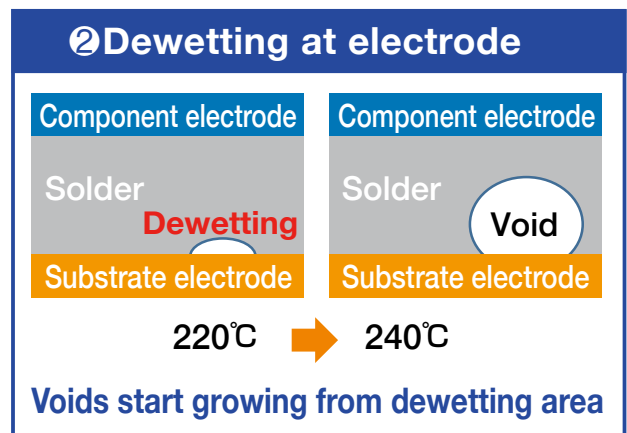 ❷Dewetting at electrode
Component electrode
Solder
Dewetting
Substrate electrode
Component electrode
Solder
Void
Substrate electrode
220℃ 240℃
Voids start growing from dewetting area